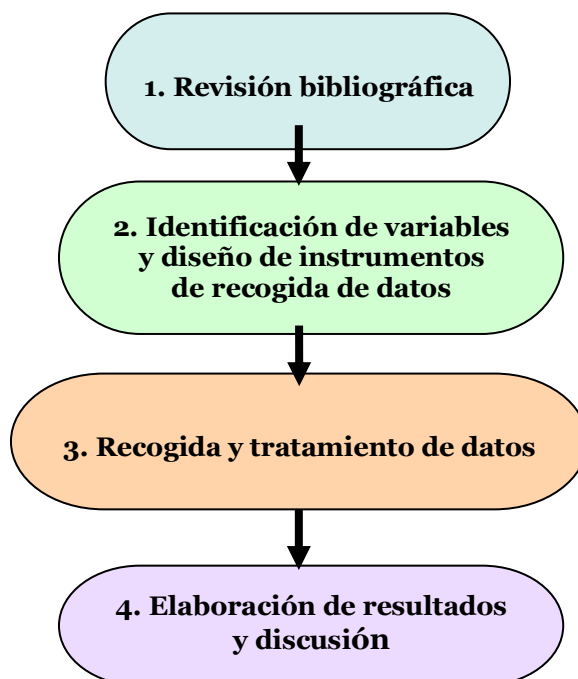 1. Revisión bibliográfica
2. Identificación de variables
y diseño de instrumentos
de recogida de datos
3. Recogida y tratamiento de datos
4. Elaboración de resultados
y discusión